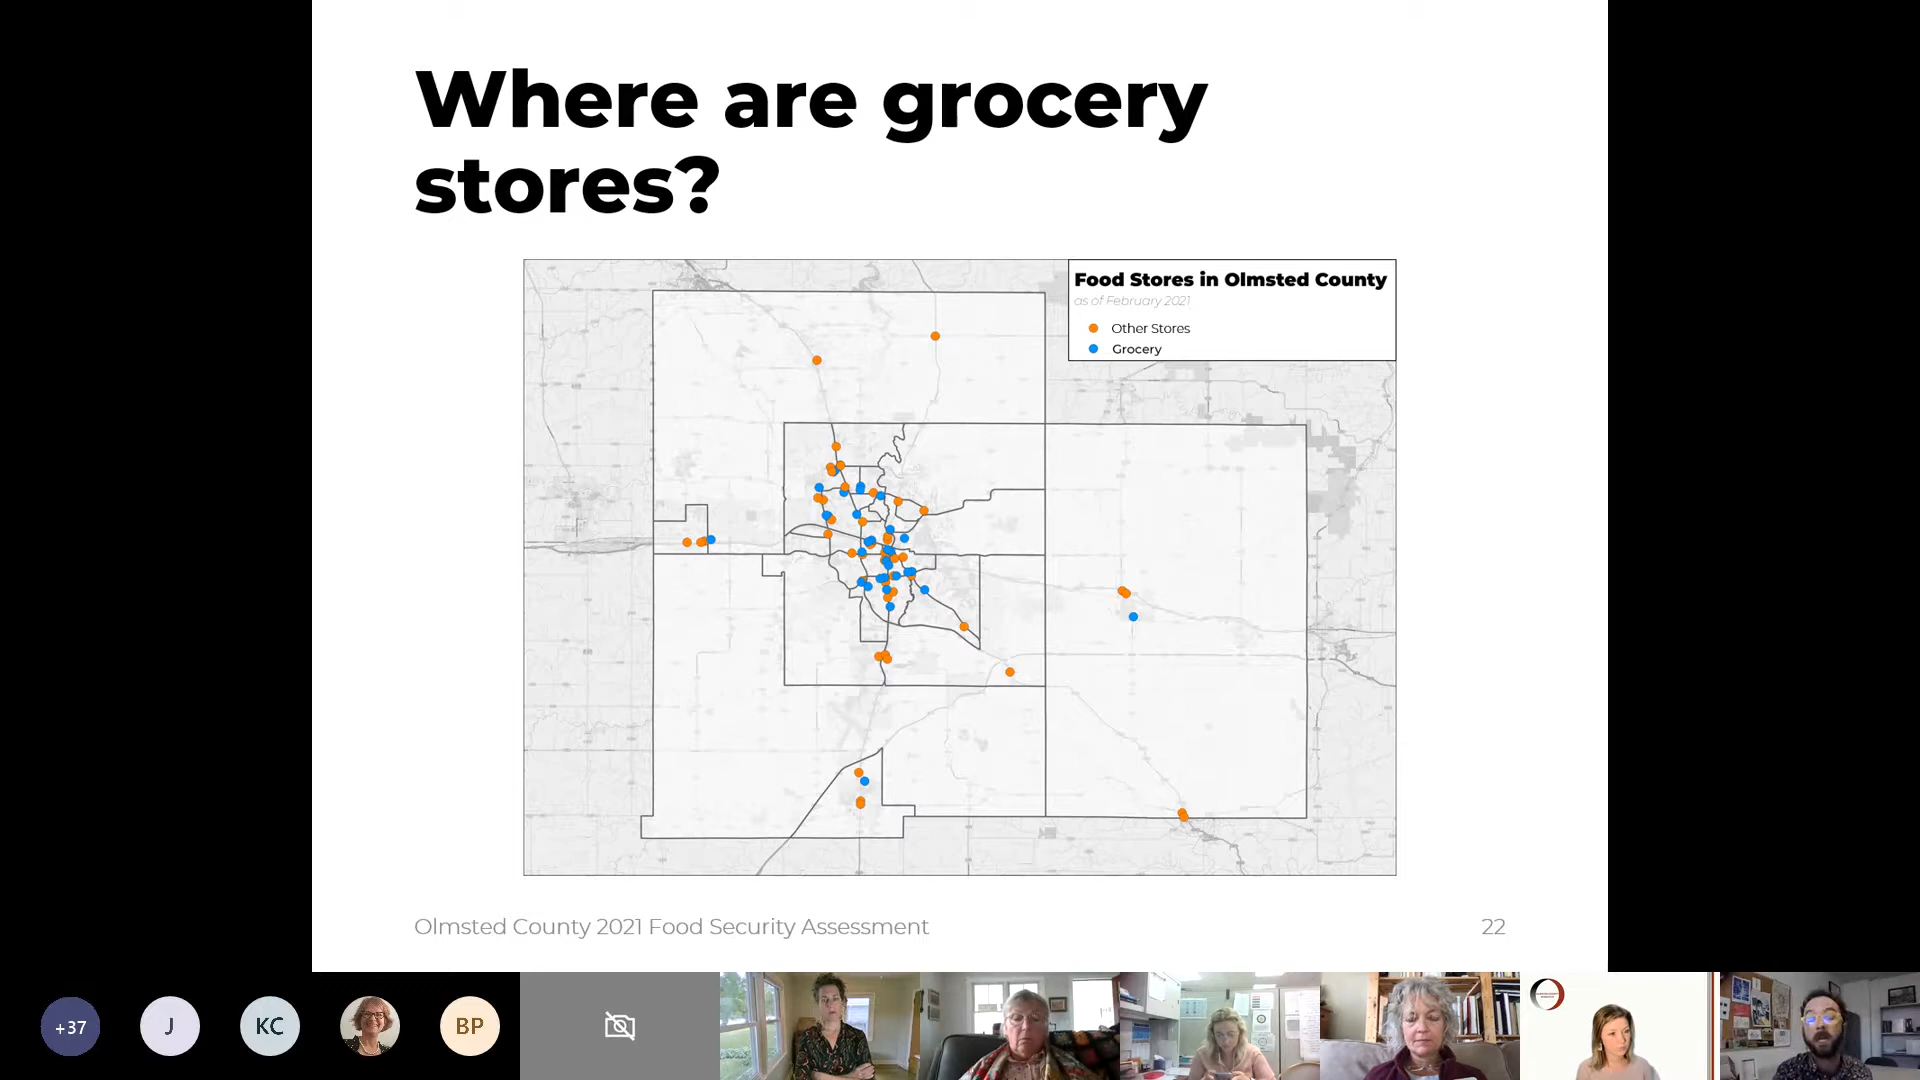 Where are grocery
stores?
Food Stores in Olmsted County
as of February 2021
Other Stores
Grocery
Olmsted County 2021 Food Security Assessment
22
+37
J
KC
BP